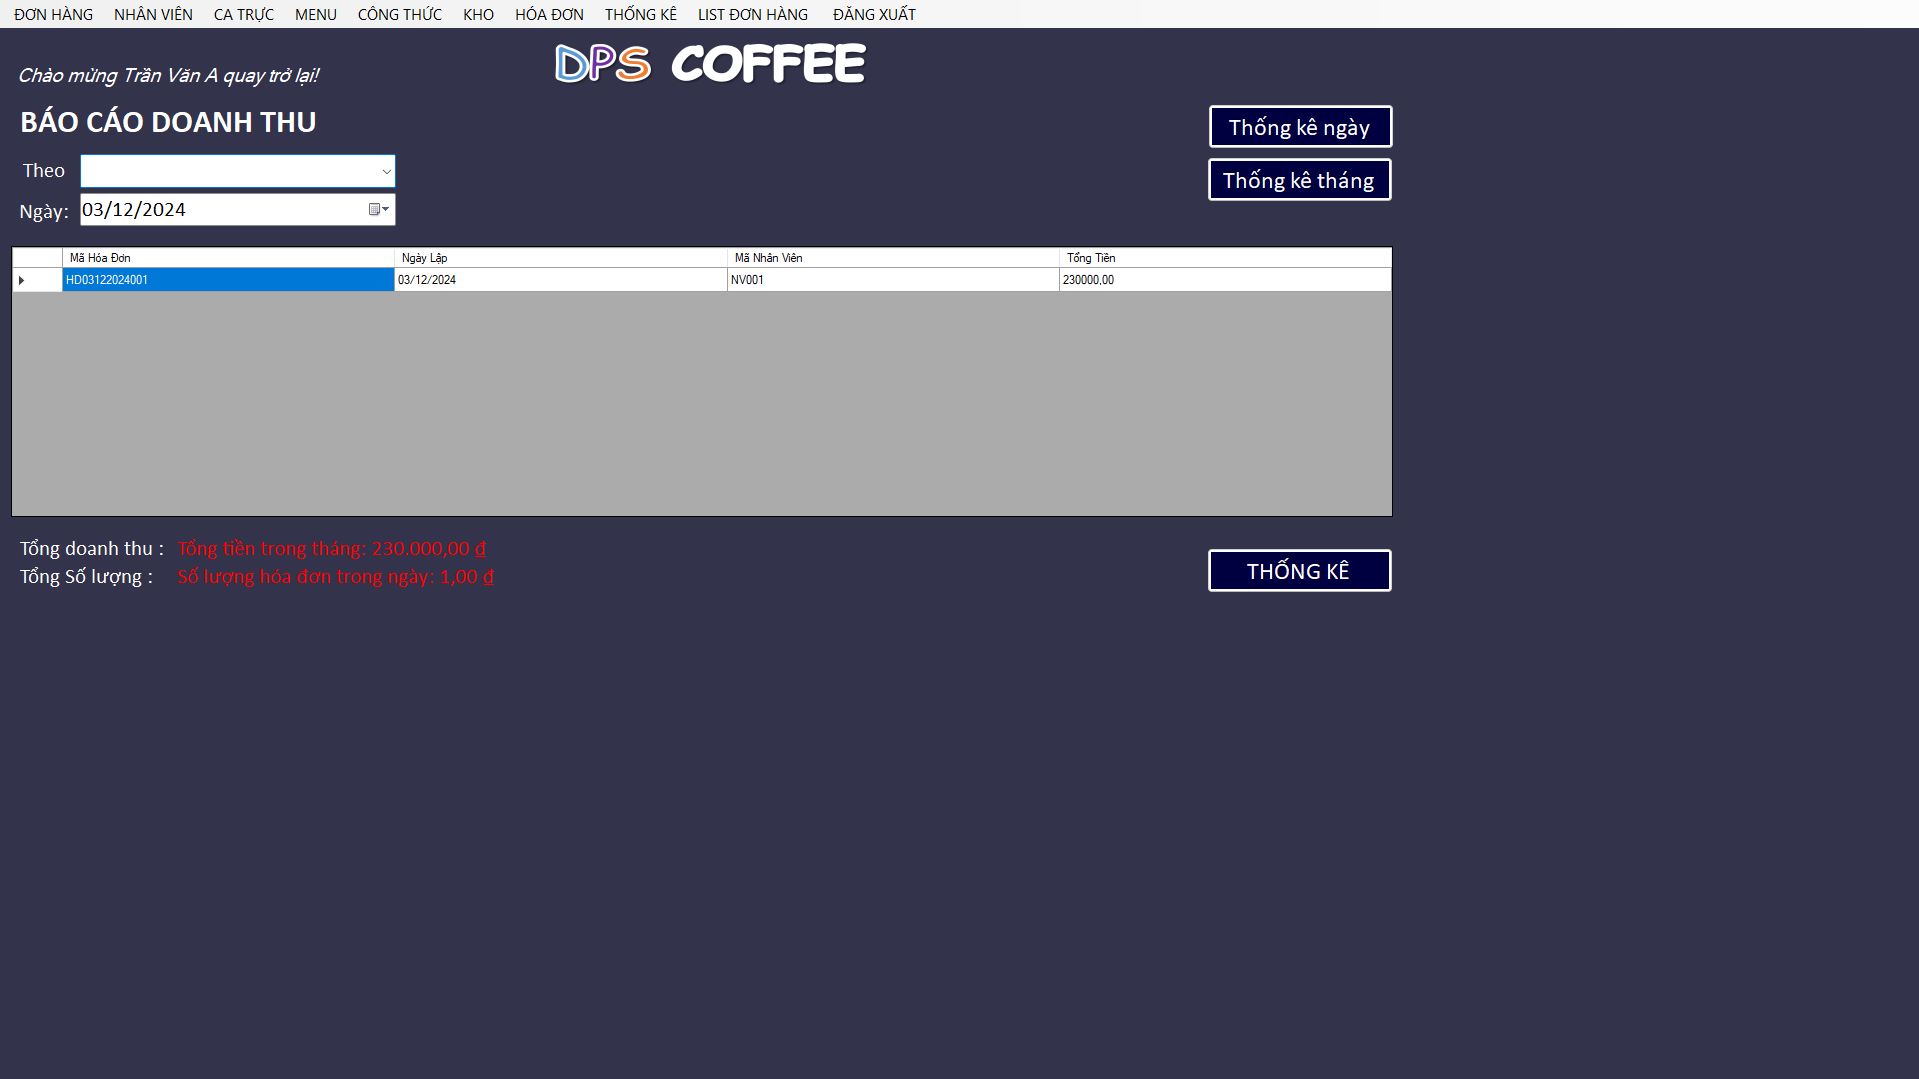 ĐƠN HÀNG NHÂN VIÊN CA TRỰC MENU CÔNG THỨC KHO HÓA ĐƠN THỐNG KÊ LIST ĐƠN HÀNG ĐĂNG XUẤT
DPS COFFEE
Chào mừng Trần Văn A quay trở lại!
BÁO CÁO DOANH THU
Thống kê ngày
Theo
Thống kê tháng
Ngày: 03/12/2024
Mã Hóa Đơn Ngày Lập Mã Nhân Viên Tổng Tiền
HD03122024001 03/12/2024 NV001 230000,00
Tổng doanh thu : Tổng tiền trong tháng: 230.000,00 ₫
Tổng Số lượng : Số lượng hóa đơn trong ngày: 1,00 ₫
THỐNG KÊ